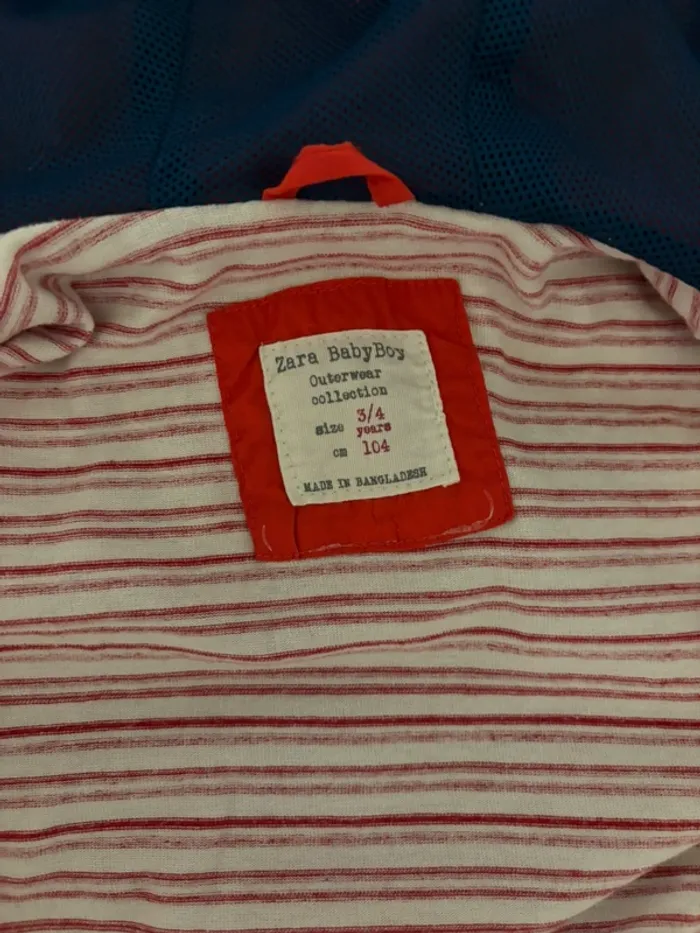 Zara BabyBoy
Outerwear
collection
size 3/4 years
cm 104
MADE IN BANGLADESH